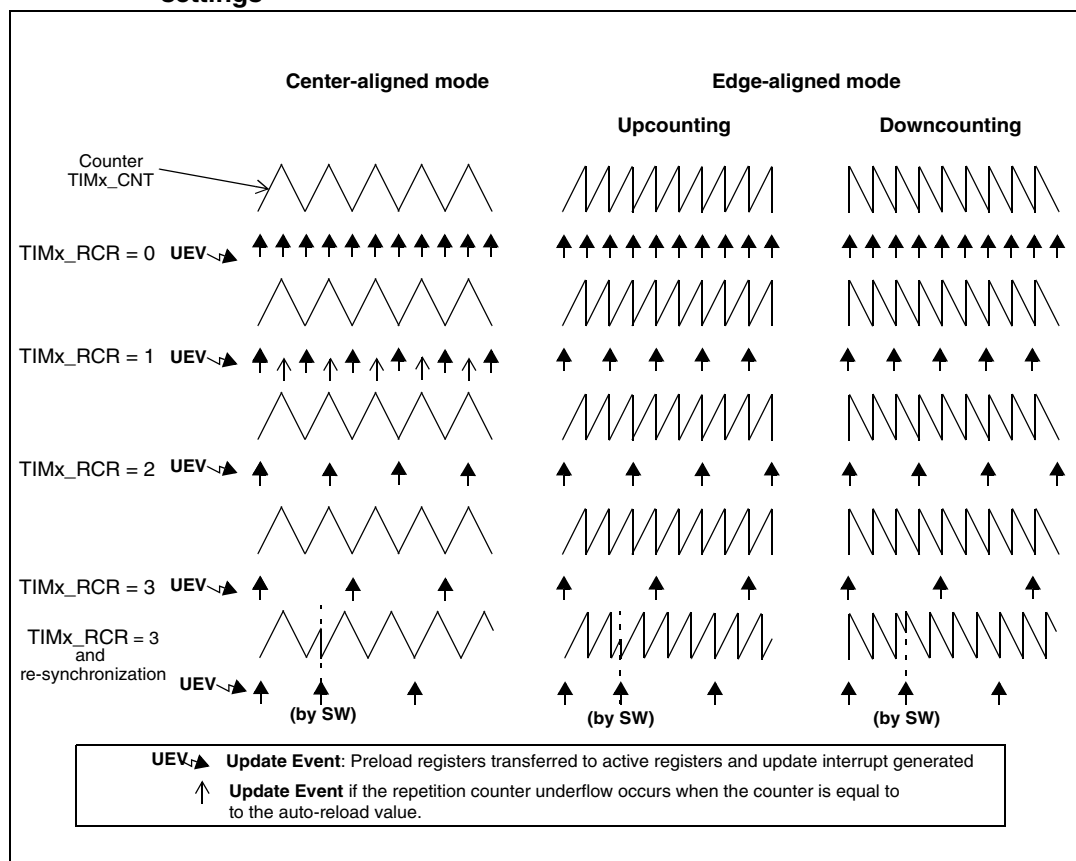 settings
Center-aligned mode
Edge-aligned mode
Upcounting
Downcounting
Counter
TIMx_CNT
TIMx_RCR = 0 UEV
TIMx_RCR = 1 UEV
TIMx_RCR = 2 UEV
TIMx_RCR = 3 UEV
TIMx_RCR = 3
and
re-synchronization
UEV
(by SW)
(by SW)
(by SW)
UEV Update Event: Preload registers transferred to active registers and update interrupt generated
Update Event if the repetition counter underflow occurs when the counter is equal to
to the auto-reload value.